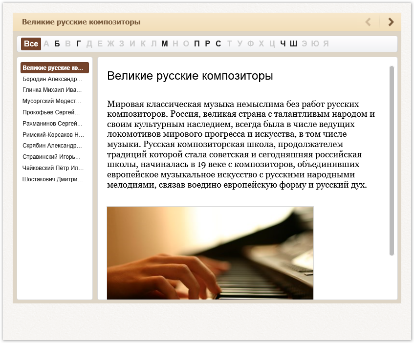 Великие русские композиторы
Все А Б В Г Д Е Ж З И К Л М Н О П Р С Т У Ф Х Ц Ч Ш Э Ю Я
Великие русские ко...
Бородин Александр ...
Глинка Михаил Ива...
Мусоргский Модест ...
Прокофьев Сергей...
Рахманинов Сергей...
Римский-Корсаков Н...
Скрябин Александр...
Стравинский Игорь...
Чайковский Петр Ил...
Шостакович Дмитри...
Великие русские композиторы
Мировая классическая музыка немыслима без работ русских
композиторов. Россия, великая страна с талантливым народом и
своим культурным наследием, всегда была в числе ведущих
локомотивов мирового прогресса и искусства, в том числе
музыки. Русская композиторская школа, продолжателем
традиций которой стала советская и сегодняшняя российская
школы, начиналась в 19 веке с композиторов, объединивших
европейское музыкальное искусство с русскими народными
мелодиями, связав воедино европейскую форму и русский дух.